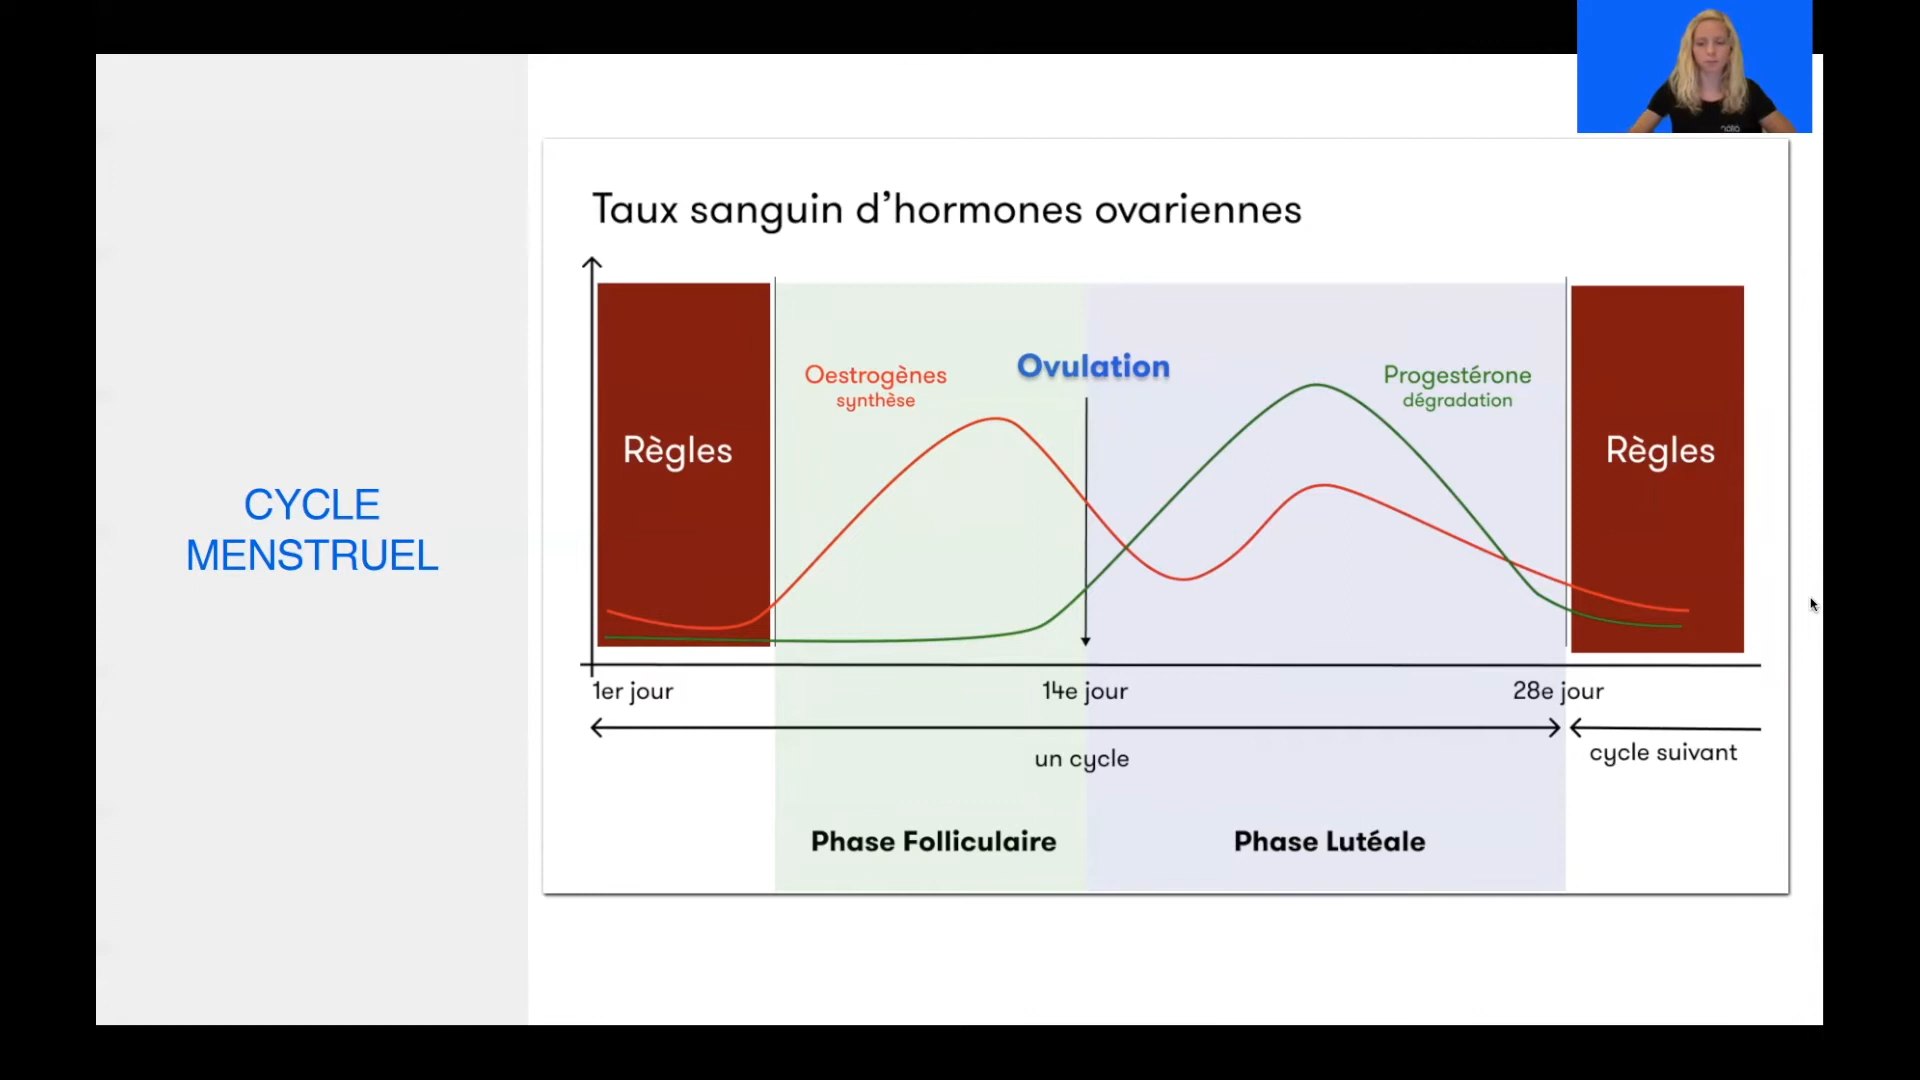 CYCLE
MENSTRUEL
Taux sanguin d’hormones ovariennes
Règles
Oestrogènes
synthèse
Ovulation
Progestérone
dégradation
Règles
1er jour
14e jour
28e jour
un cycle
cycle suivant
Phase Folliculaire
Phase Lutéale